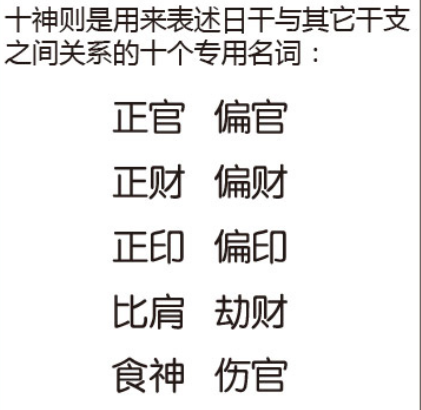 十神则是用来表述日干与其它干支
之间关系的十个专用名词：
正官 偏官
正财 偏财
正印 偏印
比肩 劫财
食神 伤官